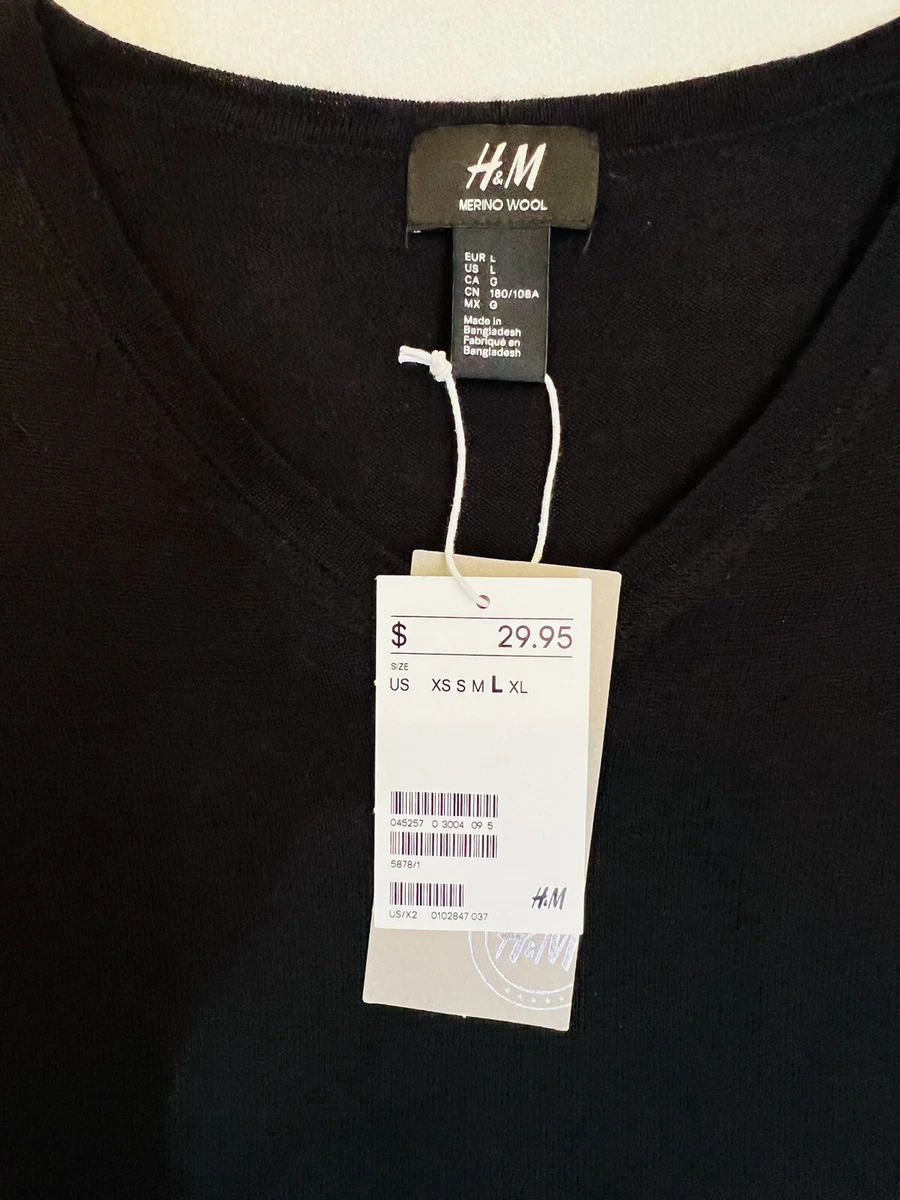 H&M
MERINO WOOL
EUR L
US L
CA G
CN 180/108A
MX G
Made in
Bangladesh
Fabriqué en
Bangladesh
$ 29.95
SIZE
US XS S M L XL
045257 0 3004 09 5
5878/1
US/X2 0102847 037
H&M
H&M